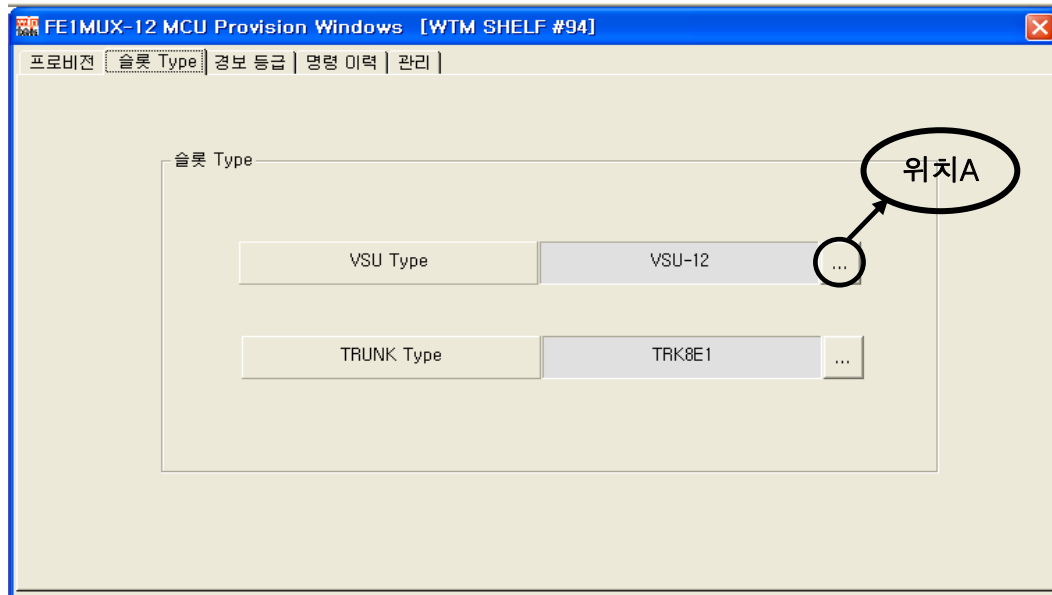 FE1MUX-12 MCU Provision Windows [WTM SHELF #94]
프로비전 슬롯 Type 경보 등급 명령 이력 관리
슬롯 Type
위치A
VSU Type VSU-12 ...
TRUNK Type TRK8E1 ...